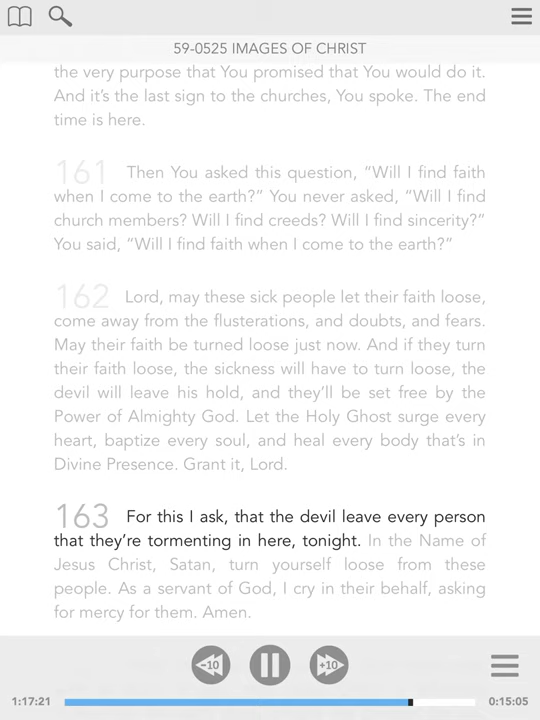 59-0525 IMAGES OF CHRIST
the very purpose that You promised that You would do it.
And it’s the last sign to the churches, You spoke. The end
time is here.
161 Then You asked this question, “Will I find faith
when I come to the earth?” You never asked, “Will I find
church members? Will I find creeds? Will I find sincerity?”
You said, “Will I find faith when I come to the earth?”
162 Lord, may these sick people let their faith loose,
come away from the flusterations, and doubts, and fears.
May their faith be turned loose just now. And if they turn
their faith loose, the sickness will have to turn loose, the
devil will leave his hold, and they’ll be set free by the
Power of Almighty God. Let the Holy Ghost surge every
heart, baptize every soul, and heal every body that’s in
Divine Presence. Grant it, Lord.
163 For this I ask, that the devil leave every person
that they’re tormenting in here, tonight. In the Name of
Jesus Christ, Satan, turn yourself loose from these
people. As a servant of God, I cry in their behalf, asking
for mercy for them. Amen.
-10 +10
1:17:21 0:15:05